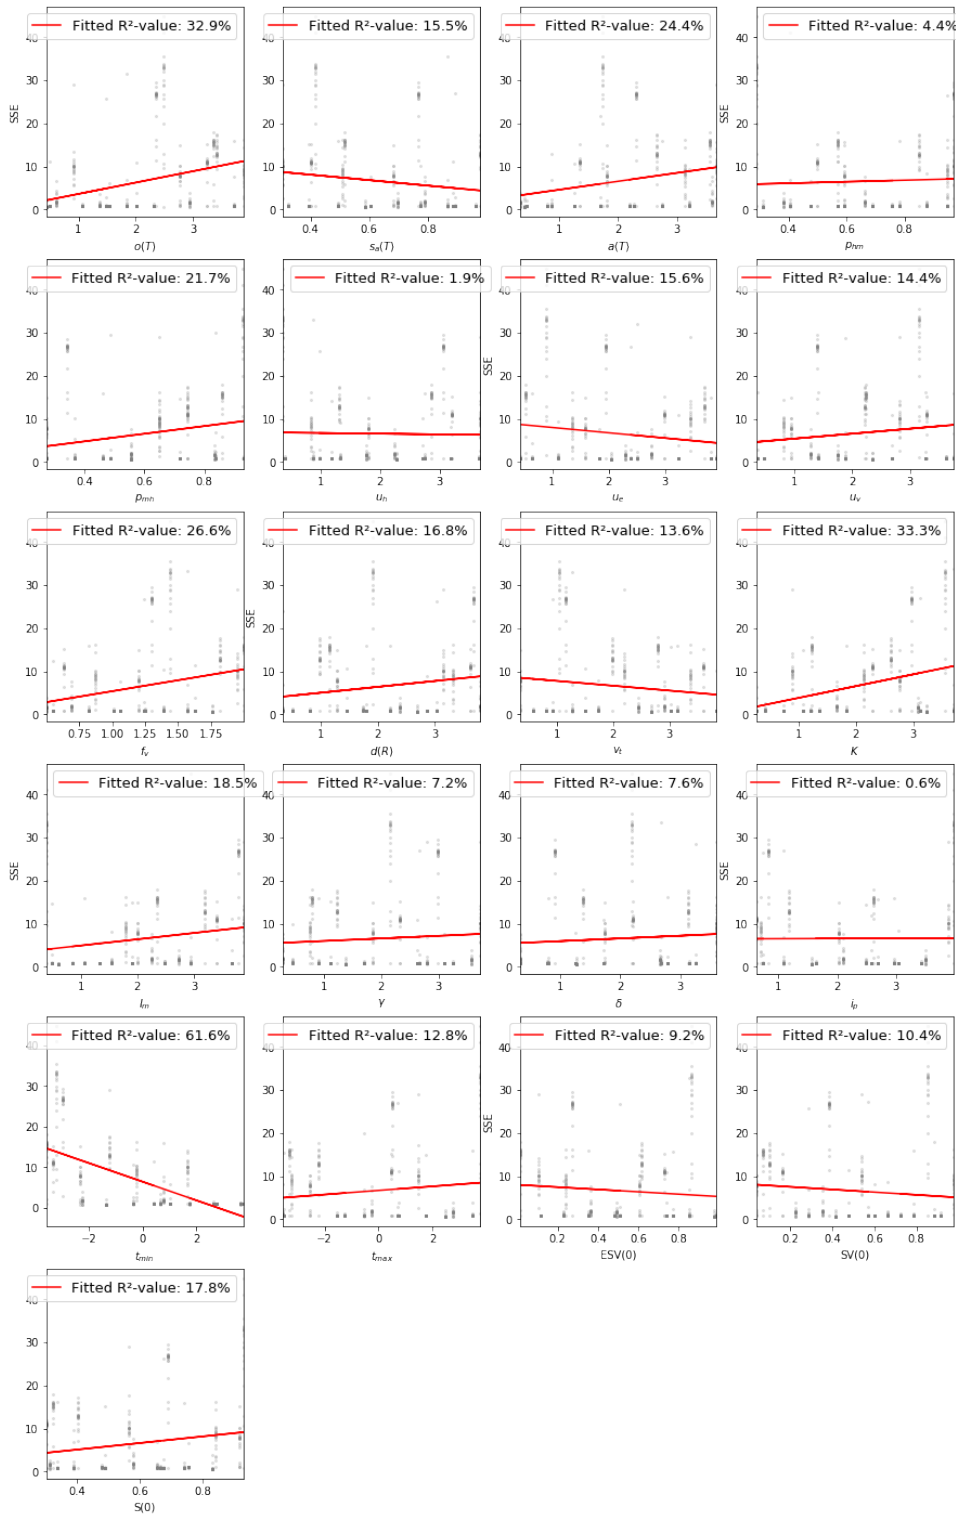 Fitted R²-value: 32.9%
SSE
30
20
10
0
1 2 3
o(T)
Fitted R²-value: 15.5%
0.4 0.6 0.8
sₐ(T)
Fitted R²-value: 24.4%
30
20
10
0
1 2 3
a(T)
Fitted R²-value: 4.4%
SSE
30
20
10
0
0.4 0.6 0.8
pₕₘ
Fitted R²-value: 21.7%
40
30
20
10
0
0.4 0.6 0.8
pₘₕ
Fitted R²-value: 1.9%
40
30
20
10
0
1 2 3
uₕ
Fitted R²-value: 15.6%
SSE
40
30
20
10
0
1 2 3
uₑ
Fitted R²-value: 14.4%
40
30
20
10
0
1 2 3
uᵥ
Fitted R²-value: 26.6%
40
30
20
10
0
0.75 1.00 1.25 1.50 1.75
fᵥ
Fitted R²-value: 16.8%
SSE
40
30
20
10
0
1 2 3
d(R)
Fitted R²-value: 13.6%
40
30
20
10
0
1 2 3
vₜ
Fitted R²-value: 33.3%
40
30
20
10
0
1 2 3
K
Fitted R²-value: 18.5%
SSE
40
30
20
10
0
1 2 3
Iₘ
Fitted R²-value: 7.2%
40
30
20
10
0
1 2 3
γ
Fitted R²-value: 7.6%
40
30
20
10
0
1 2 3
δ
Fitted R²-value: 0.6%
SSE
40
30
20
10
0
1 2 3
iₚ
Fitted R²-value: 61.6%
40
30
20
10
0
−2 0 2
tₘᵢₙ
Fitted R²-value: 12.8%
40
30
20
10
0
−2 0 2
tₘₐₓ
Fitted R²-value: 9.2%
SSE
40
30
20
10
0
0.2 0.4 0.6 0.8
ESV(0)
Fitted R²-value: 10.4%
40
30
20
10
0
0.2 0.4 0.6 0.8
SV(0)
Fitted R²-value: 17.8%
40
30
20
10
0
0.4 0.6 0.8
S(0)